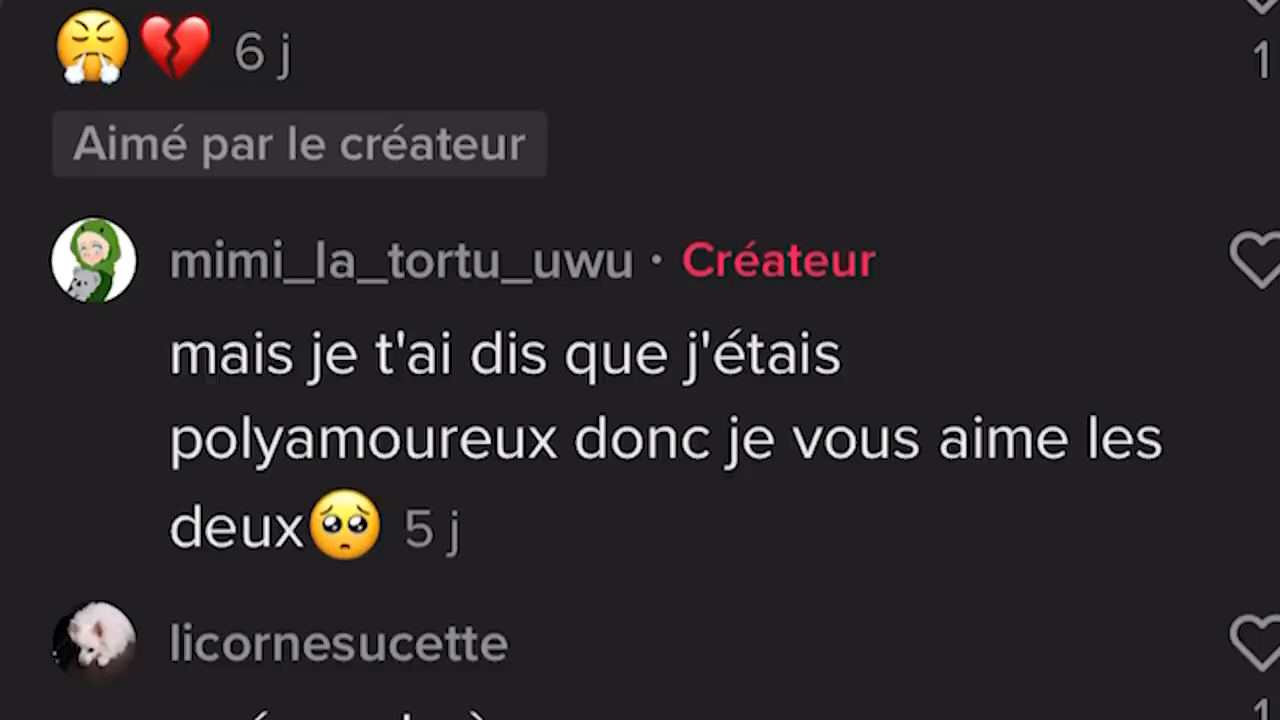 😤💔 6 j
1
Aimé par le créateur
mimi_la_tortu_uwu · Créateur
mais je t'ai dis que j'étais
polyamoureux donc je vous aime les
deux🥺 5 j
licornesucette